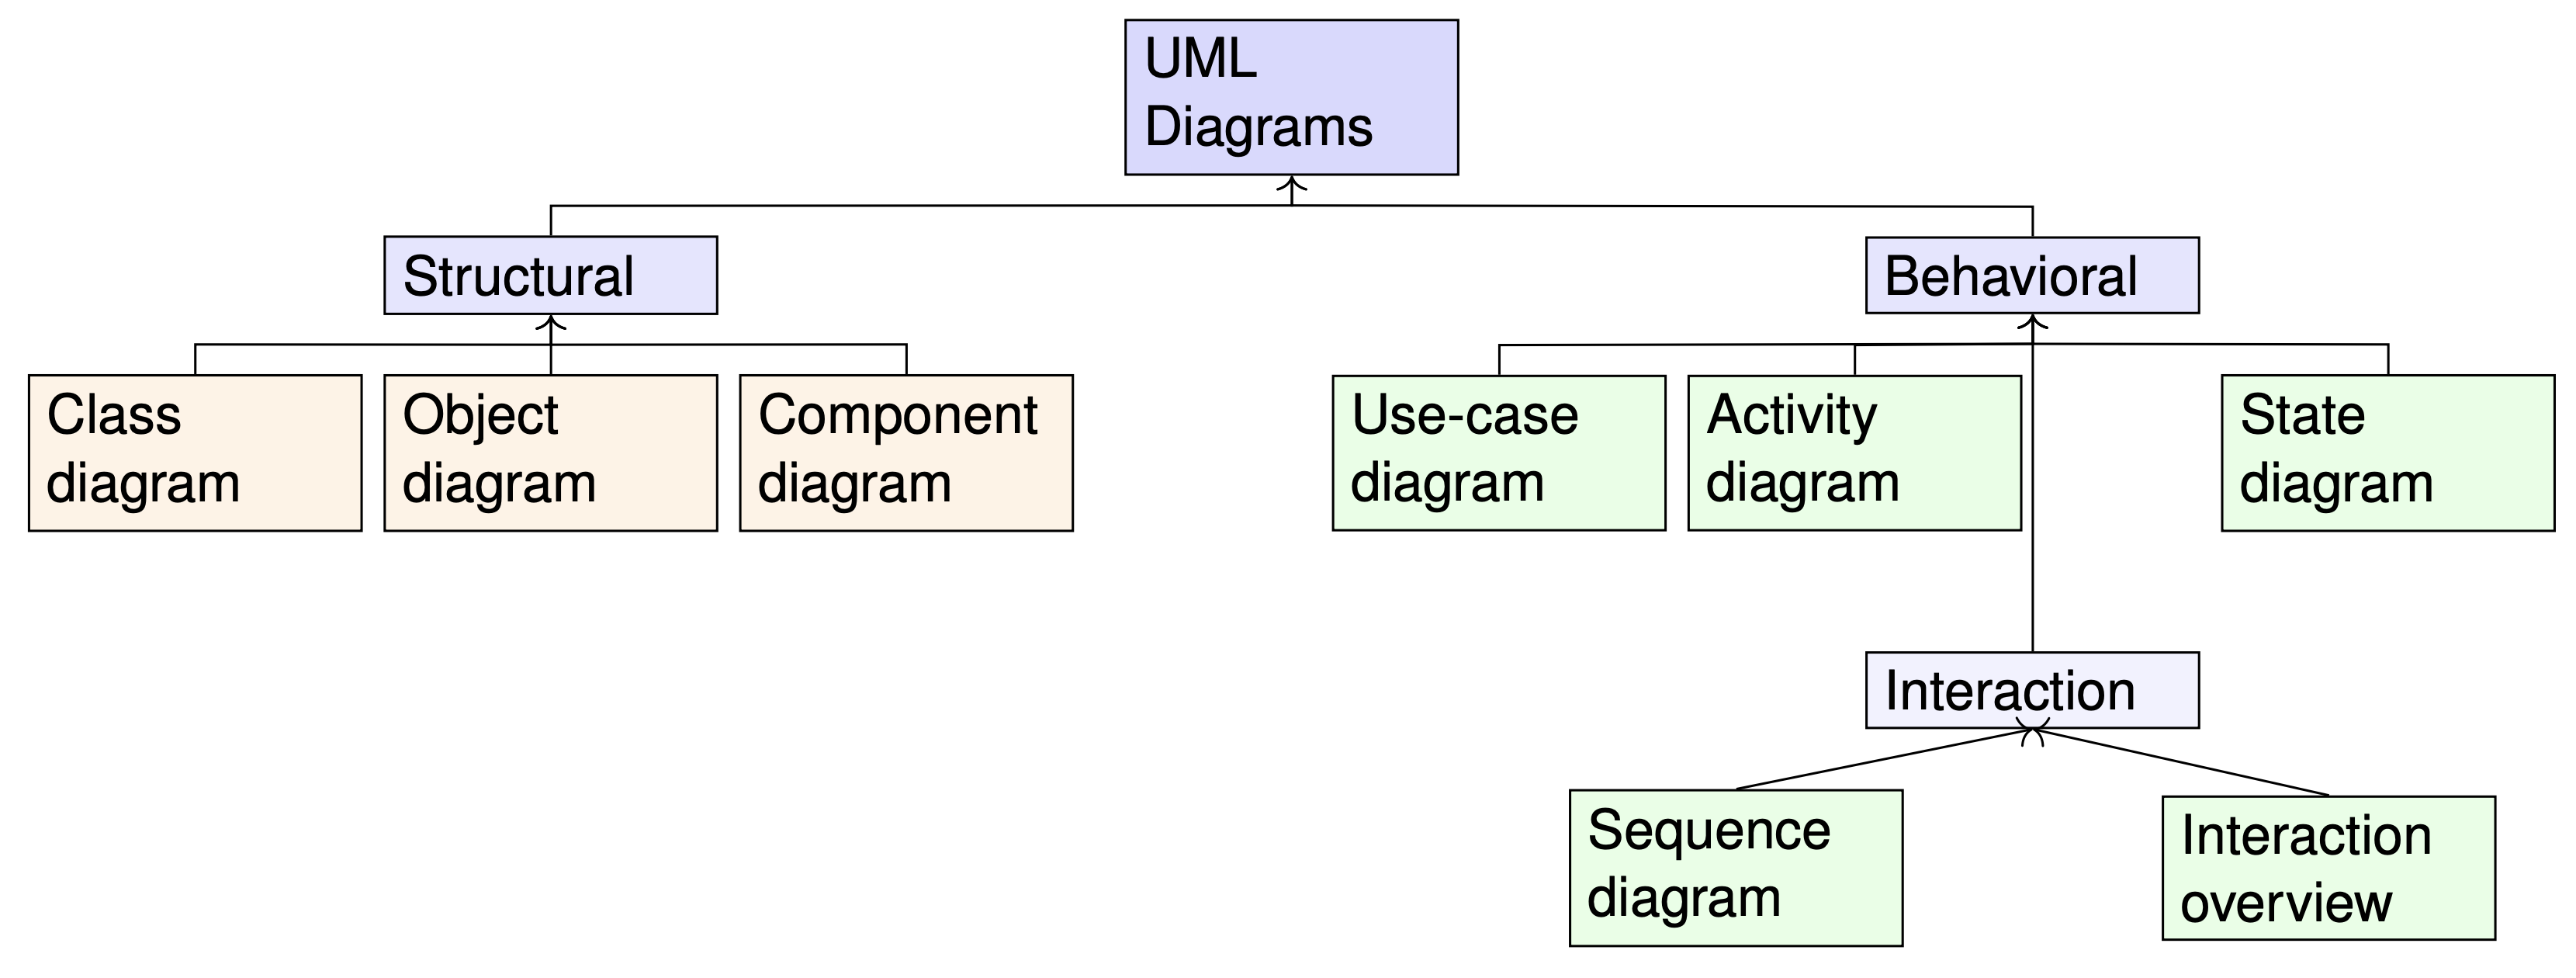 UML
Diagrams
Structural
Behavioral
Class
diagram
Object
diagram
Component
diagram
Use-case
diagram
Activity
diagram
State
diagram
Interaction
Sequence
diagram
Interaction
overview